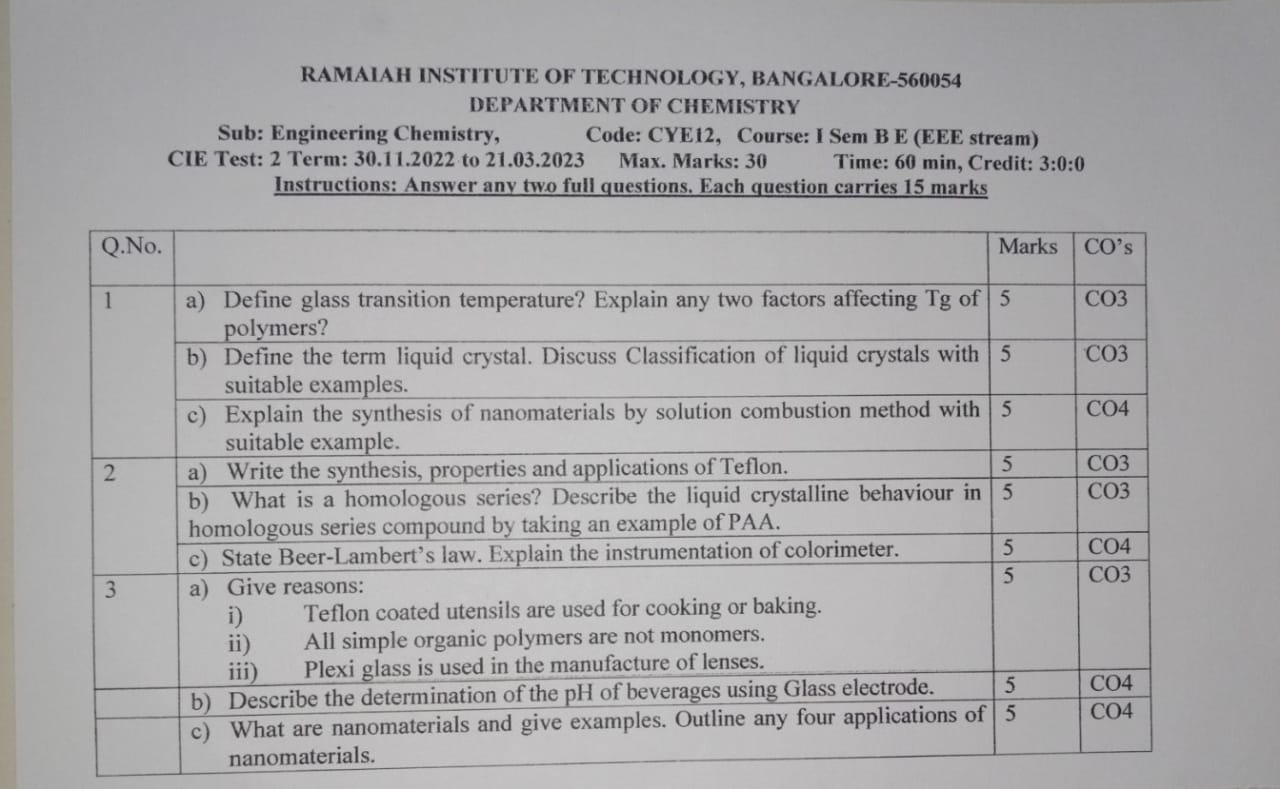 RAMAIAH INSTITUTE OF TECHNOLOGY, BANGALORE-560054
DEPARTMENT OF CHEMISTRY
Sub: Engineering Chemistry, Code: CYE12, Course: I Sem B E (EEE stream)
CIE Test: 2 Term: 30.11.2022 to 21.03.2023 Max. Marks: 30 Time: 60 min, Credit: 3:0:0
Instructions: Answer any two full questions. Each question carries 15 marks
Q.No. Marks CO's
1 a) Define glass transition temperature? Explain any two factors affecting Tg of 5 CO3
polymers?
b) Define the term liquid crystal. Discuss Classification of liquid crystals with 5 CO3
suitable examples.
c) Explain the synthesis of nanomaterials by solution combustion method with 5 CO4
suitable example.
2 a) Write the synthesis, properties and applications of Teflon. 5 CO3
b) What is a homologous series? Describe the liquid crystalline behaviour in 5 CO3
homologous series compound by taking an example of PAA.
c) State Beer-Lambert's law. Explain the instrumentation of colorimeter. 5 CO4
3 a) Give reasons: 5 CO3
i) Teflon coated utensils are used for cooking or baking.
ii) All simple organic polymers are not monomers.
iii) Plexi glass is used in the manufacture of lenses.
b) Describe the determination of the pH of beverages using Glass electrode. 5 CO4
c) What are nanomaterials and give examples. Outline any four applications of 5 CO4
nanomaterials.